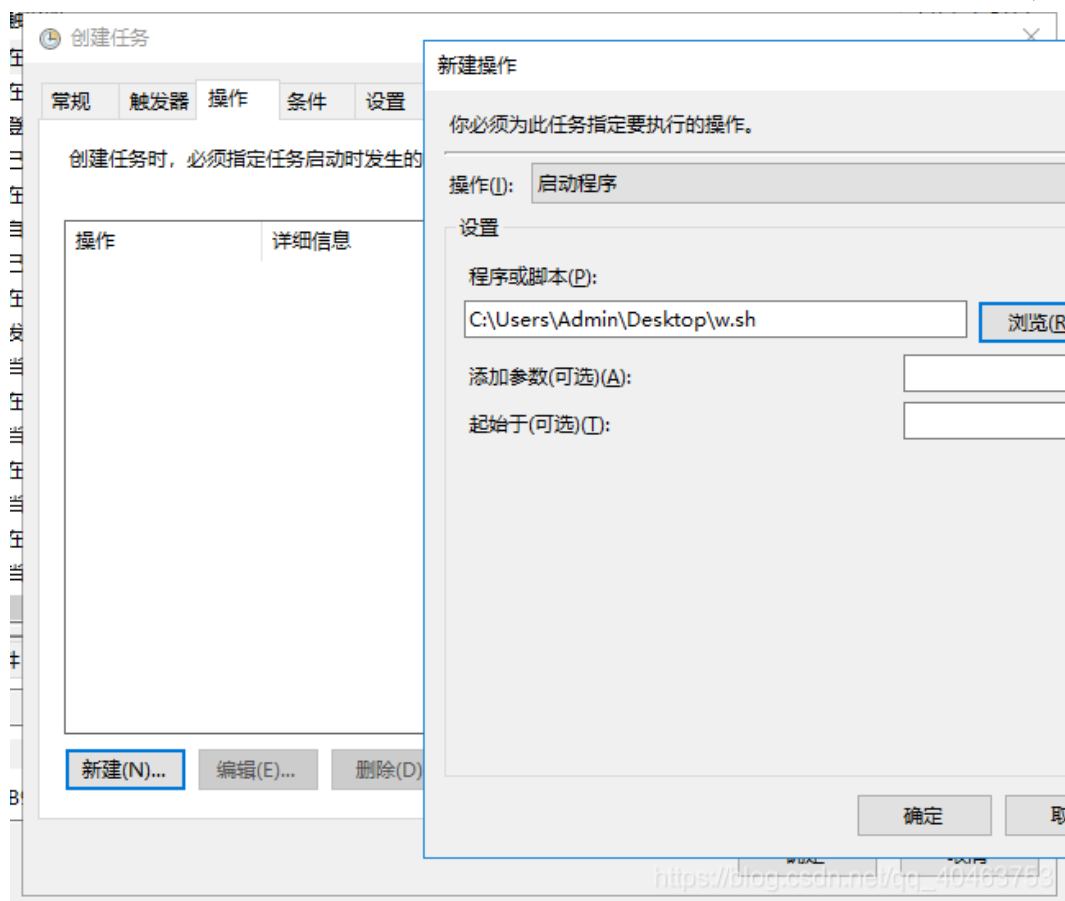 创建任务
新建操作
常规
触发器
操作
条件
设置
你必须为此任务指定要执行的操作。
创建任务时，必须指定任务启动时发生的
操作(I):
启动程序
设置
操作
详细信息
程序或脚本(P):
C:\Users\Admin\Desktop\w.sh
浏览(R
添加参数(可选)(A):
起始于(可选)(T):
新建(N)...
编辑(E)...
删除(D)
确定
取
https://blog.csdn.net/qq_40463753